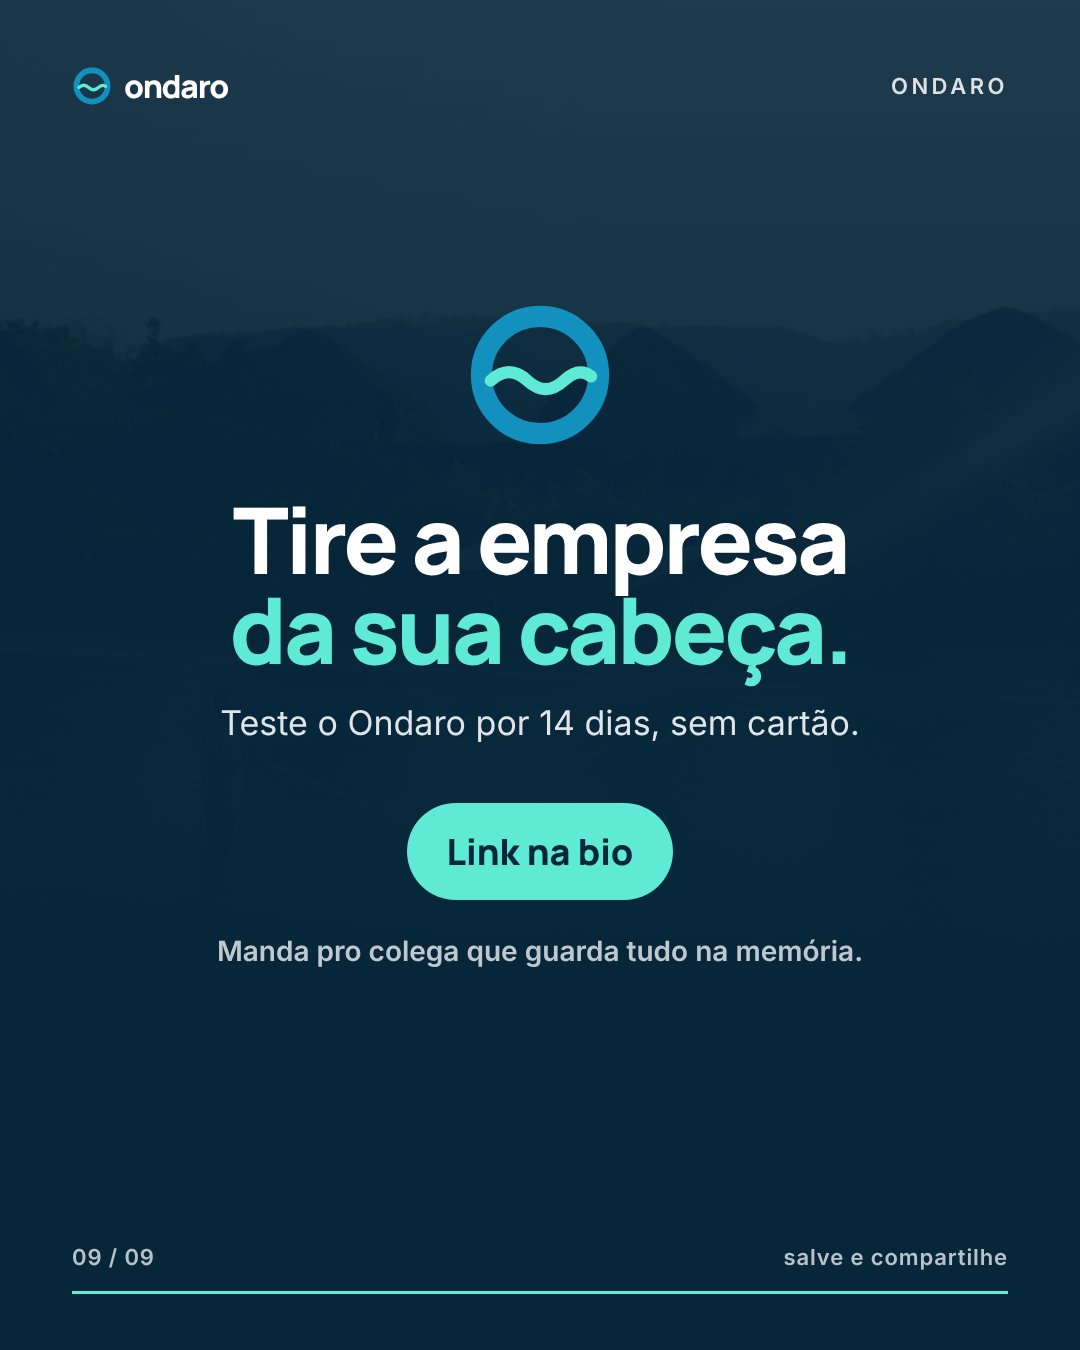 ondaro
ONDARO
Tire a empresa
da sua cabeça.
Teste o Ondaro por 14 dias, sem cartão.
Link na bio
Manda pro colega que guarda tudo na memória.
09 / 09
salve e compartilhe